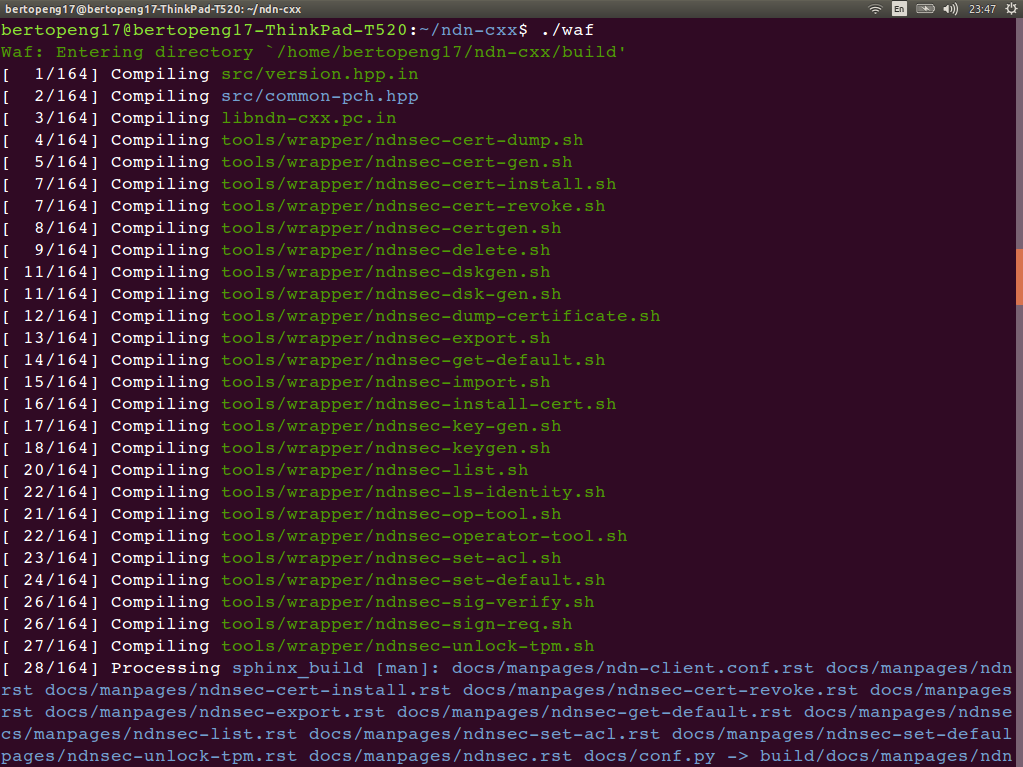 bertopeng17@bertopeng17-ThinkPad-T520: ~/ndn-cxx
En
23:47
bertopeng17@bertopeng17-ThinkPad-T520:~/ndn-cxx$ ./waf
Waf: Entering directory `/home/bertopeng17/ndn-cxx/build'
[  1/164] Compiling src/version.hpp.in
[  2/164] Compiling src/common-pch.hpp
[  3/164] Compiling libndn-cxx.pc.in
[  4/164] Compiling tools/wrapper/ndnsec-cert-dump.sh
[  5/164] Compiling tools/wrapper/ndnsec-cert-gen.sh
[  7/164] Compiling tools/wrapper/ndnsec-cert-install.sh
[  7/164] Compiling tools/wrapper/ndnsec-cert-revoke.sh
[  8/164] Compiling tools/wrapper/ndnsec-certgen.sh
[  9/164] Compiling tools/wrapper/ndnsec-delete.sh
[ 11/164] Compiling tools/wrapper/ndnsec-dskgen.sh
[ 11/164] Compiling tools/wrapper/ndnsec-dsk-gen.sh
[ 12/164] Compiling tools/wrapper/ndnsec-dump-certificate.sh
[ 13/164] Compiling tools/wrapper/ndnsec-export.sh
[ 14/164] Compiling tools/wrapper/ndnsec-get-default.sh
[ 15/164] Compiling tools/wrapper/ndnsec-import.sh
[ 16/164] Compiling tools/wrapper/ndnsec-install-cert.sh
[ 17/164] Compiling tools/wrapper/ndnsec-key-gen.sh
[ 18/164] Compiling tools/wrapper/ndnsec-keygen.sh
[ 20/164] Compiling tools/wrapper/ndnsec-list.sh
[ 22/164] Compiling tools/wrapper/ndnsec-ls-identity.sh
[ 21/164] Compiling tools/wrapper/ndnsec-op-tool.sh
[ 22/164] Compiling tools/wrapper/ndnsec-operator-tool.sh
[ 23/164] Compiling tools/wrapper/ndnsec-set-acl.sh
[ 24/164] Compiling tools/wrapper/ndnsec-set-default.sh
[ 26/164] Compiling tools/wrapper/ndnsec-sig-verify.sh
[ 26/164] Compiling tools/wrapper/ndnsec-sign-req.sh
[ 27/164] Compiling tools/wrapper/ndnsec-unlock-tpm.sh
[ 28/164] Processing sphinx_build [man]: docs/manpages/ndn-client.conf.rst docs/manpages/ndn
rst docs/manpages/ndnsec-cert-install.rst docs/manpages/ndnsec-cert-revoke.rst docs/manpages
rst docs/manpages/ndnsec-export.rst docs/manpages/ndnsec-get-default.rst docs/manpages/ndnse
cs/manpages/ndnsec-list.rst docs/manpages/ndnsec-set-acl.rst docs/manpages/ndnsec-set-defaul
pages/ndnsec-unlock-tpm.rst docs/manpages/ndnsec.rst docs/conf.py -> build/docs/manpages/ndn